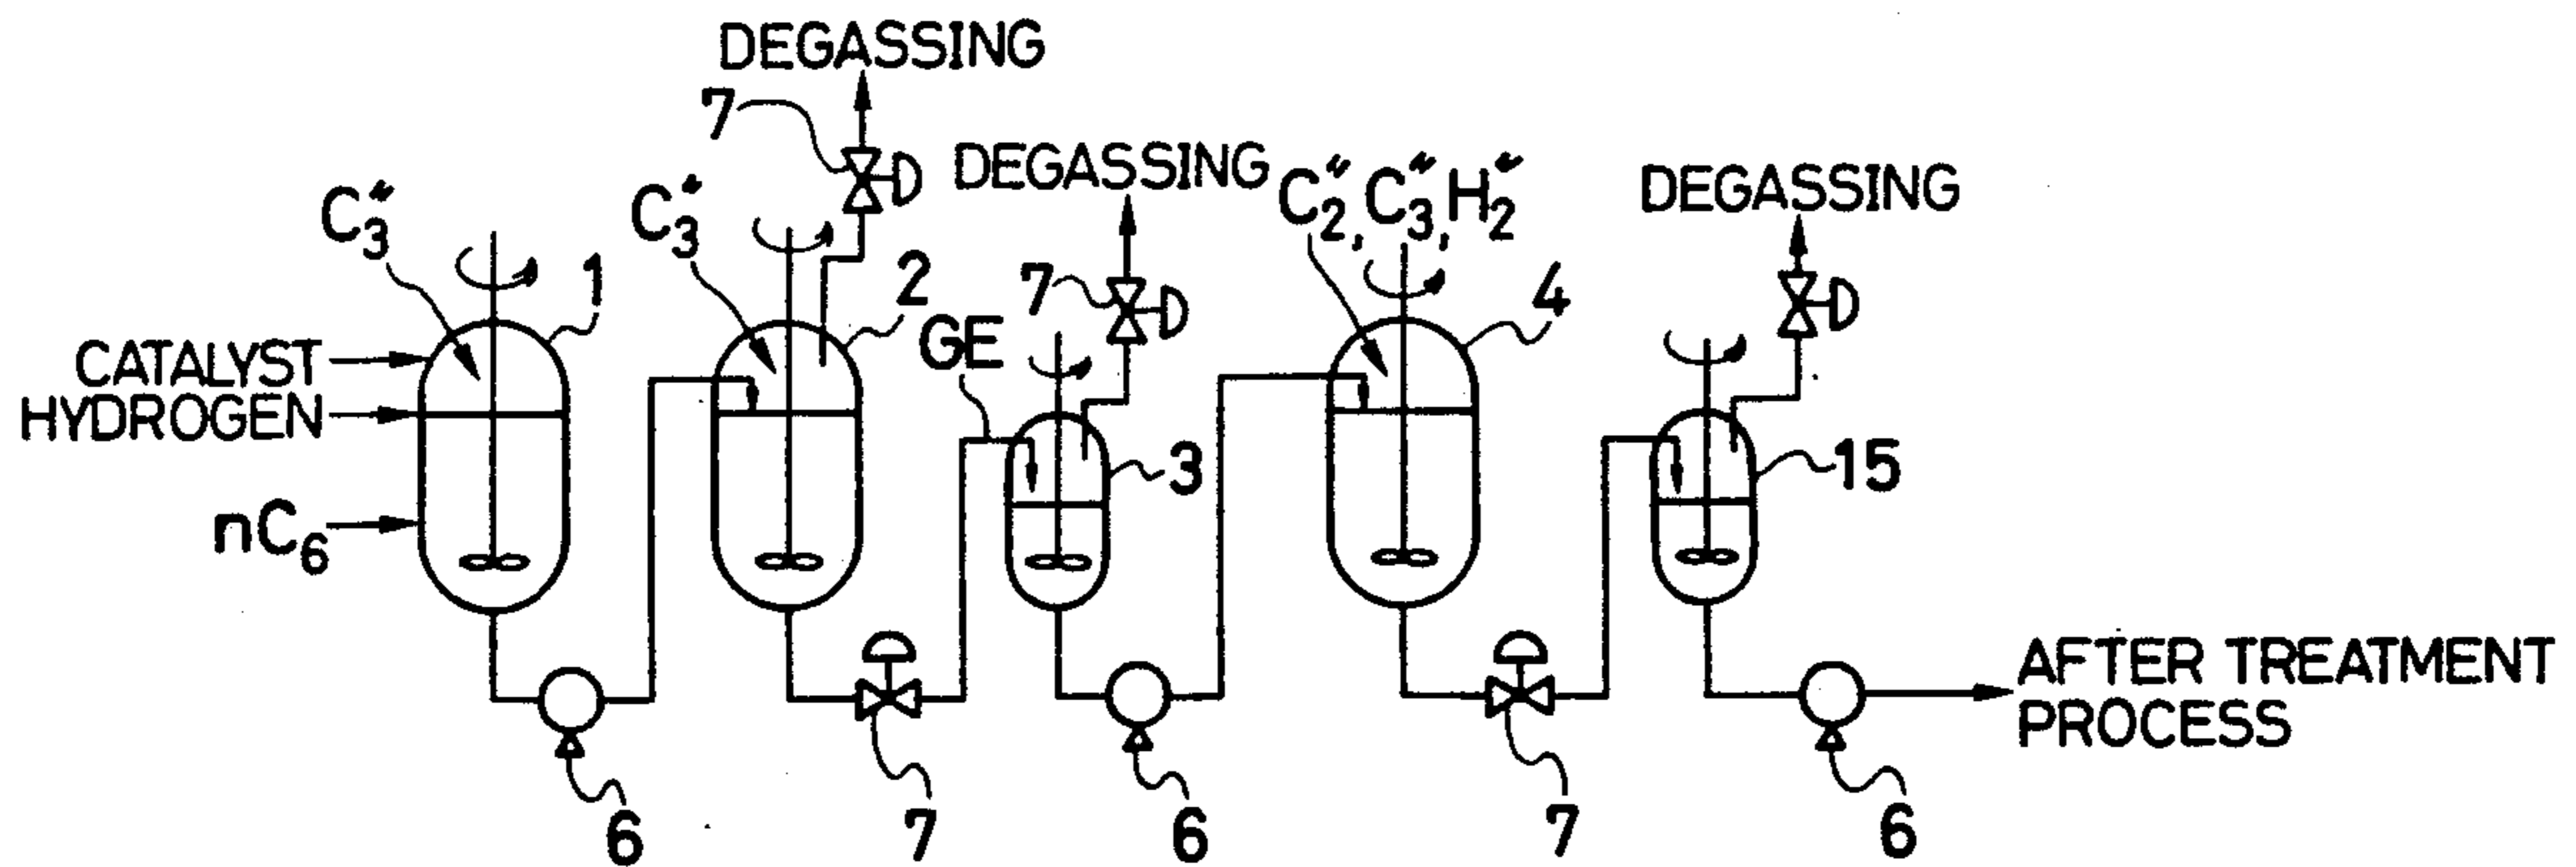 DEGASSING
7
DEGASSING
C₂″, C₃″, H₂″
DEGASSING
C₃″
C₃″
1
2
7
4
CATALYST
HYDROGEN
GE
3
15
nC₆
AFTER TREATMENT
PROCESS
6
7
6
7
6